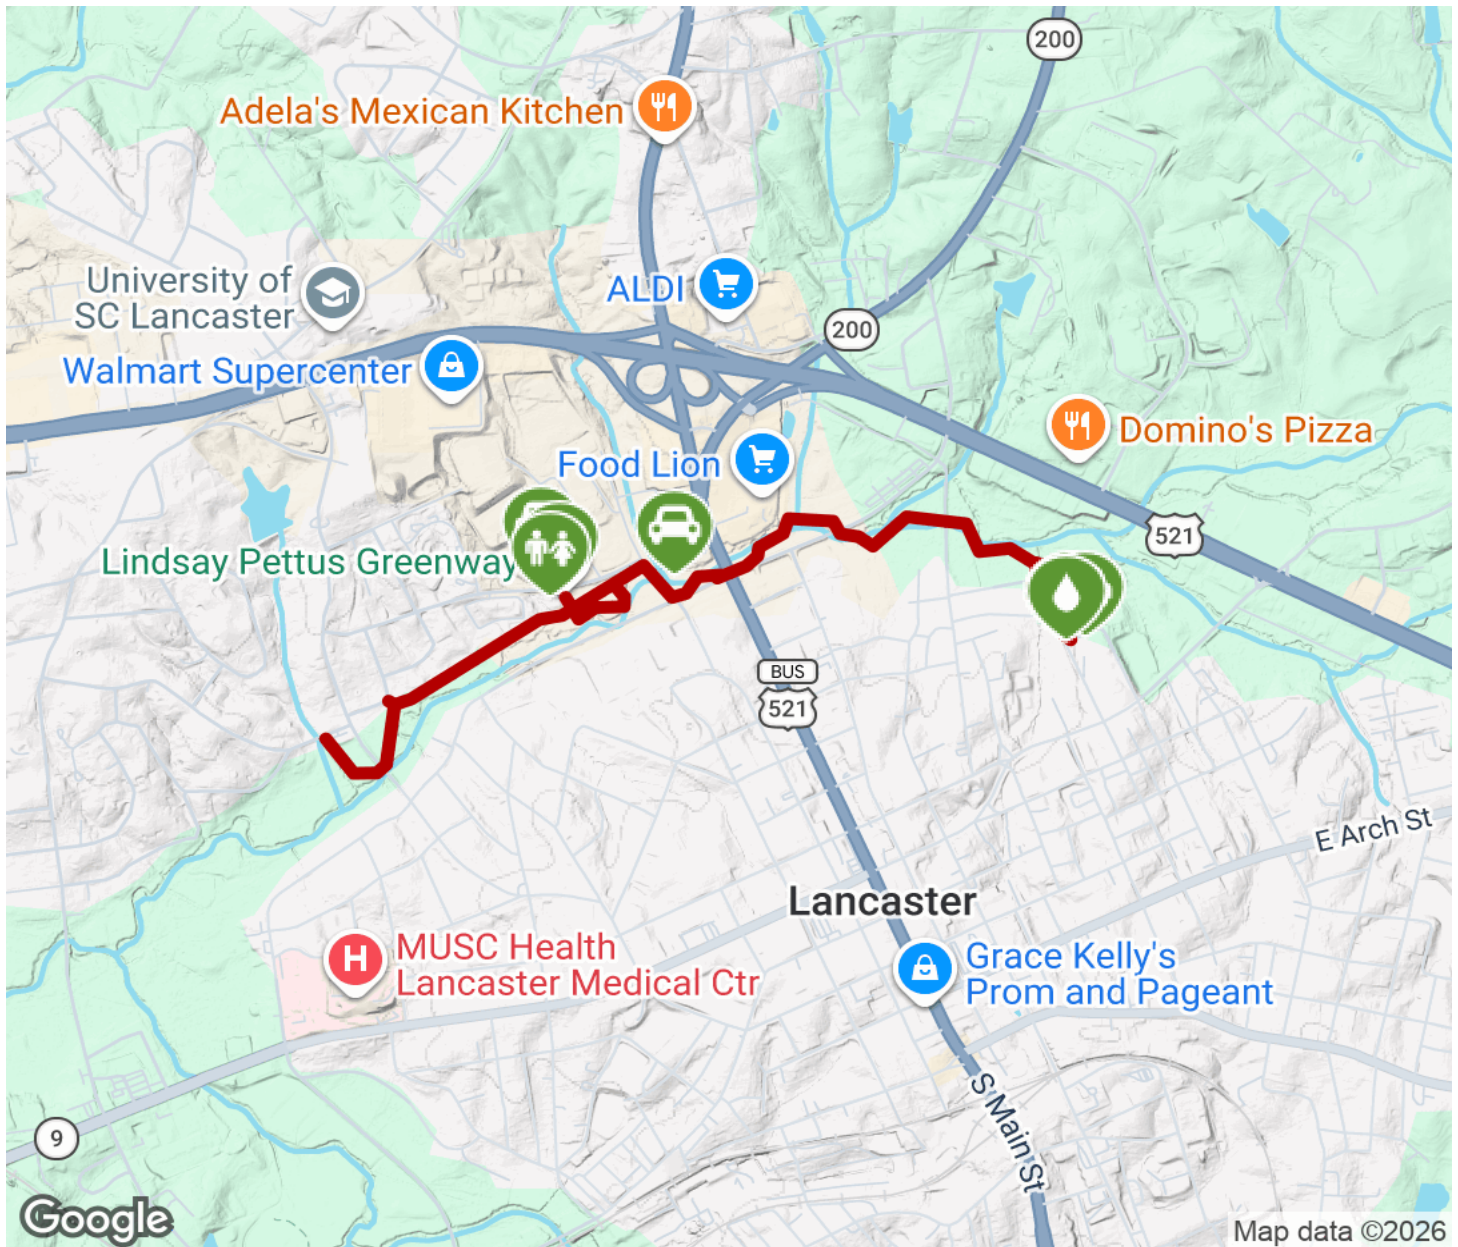 200
Adela's Mexican Kitchen
University of
SC Lancaster
ALDI
200
Walmart Supercenter
Domino's Pizza
Food Lion
521
Lindsay Pettus Greenway
BUS
521
E Arch St
Lancaster
H
MUSC Health
Lancaster Medical Ctr
Grace Kelly's
Prom and Pageant
S Main St
9
Google
Map data ©2026